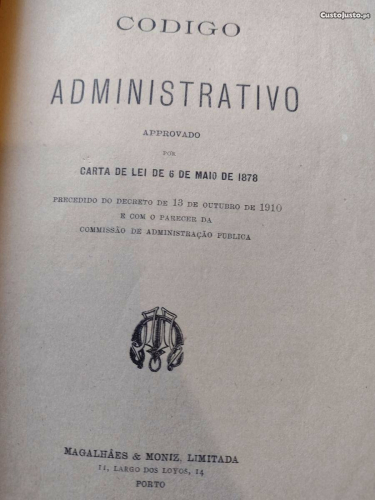 CustoJusto.pt
CODIGO
ADMINISTRATIVO
APPROVADO
POR
CARTA DE LEI DE 6 DE MAIO DE 1878
PRECEDIDO DO DECRETO DE 13 DE OUTUBRO DE 1910
E COM O PARECER DA
COMMISSÃO DE ADMINISTRAÇÃO PUBLICA
MAGALHÃES & MONIZ, LIMITADA
11, LARGO DOS LOYOS, 14
PORTO